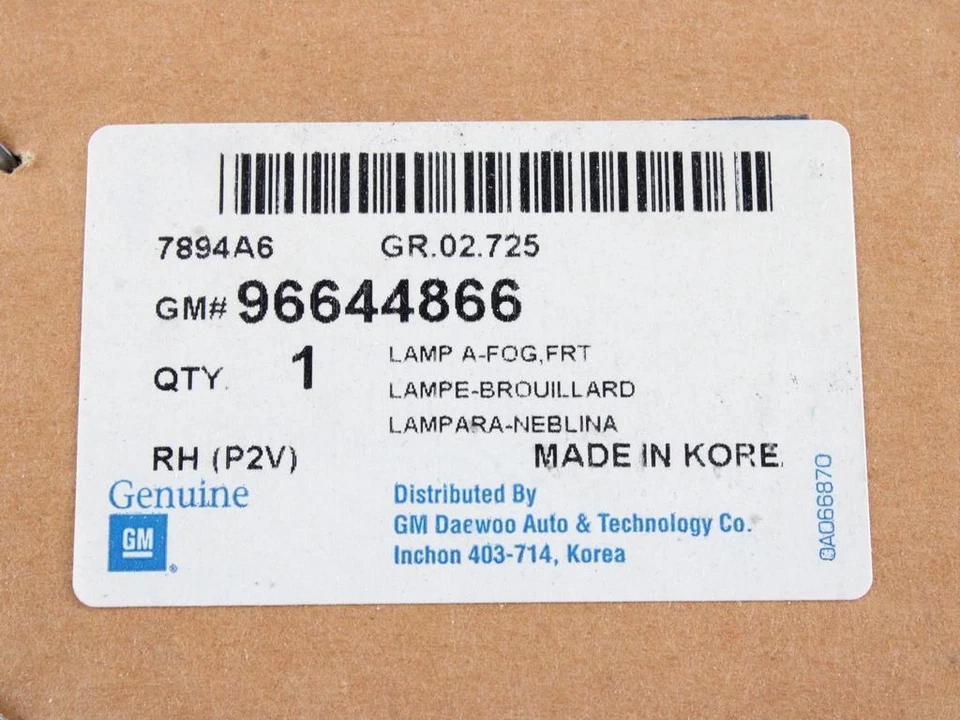 7894A6 GR.02.725
GM# 96644866
QTY. 1
LAMP A-FOG,FRT
LAMPE-BROUILLARD
LAMPARA-NEBLINA
RH (P2V)
MADE IN KORE
Genuine
GM
Distributed By
GM Daewoo Auto & Technology Co.
Inchon 403-714, Korea
0A066870